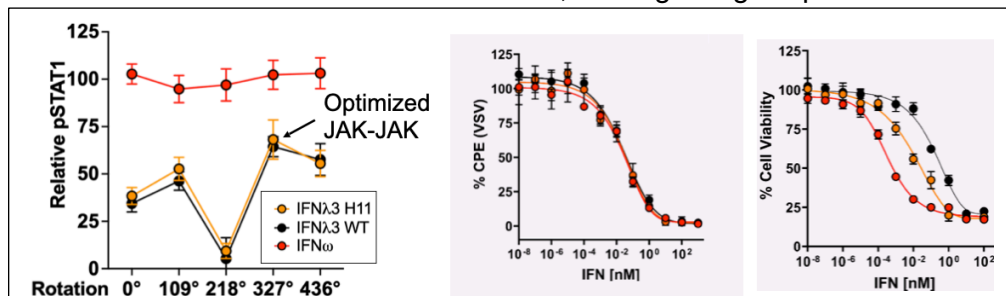 Relative pSTAT1
125
100
75
50
25
0
Optimized
JAK-JAK
IFNλ3 H11
IFNλ3 WT
IFNω
Rotation 0° 109° 218° 327° 436°
% CPE (VSV)
125
100
75
50
25
0
10⁻⁸ 10⁻⁶ 10⁻⁴ 10⁻² 10⁰ 10²
IFN [nM]
% Cell Viability
125
100
75
50
25
0
10⁻⁸ 10⁻⁶ 10⁻⁴ 10⁻² 10⁰ 10²
IFN [nM]